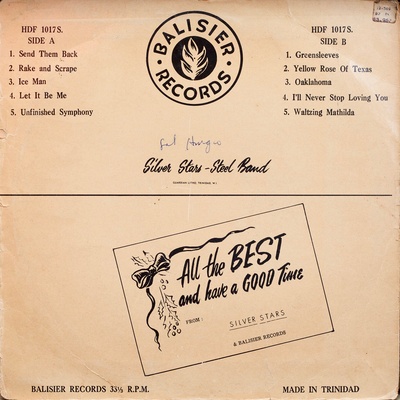 HDF 1017S.
SIDE A
1. Send Them Back
2. Rake and Scrape
3. Ice Man
4. Let It Be Me
5. Unfinished Symphony
BALISIER
RECORDS
HDF 1017S.
SIDE B
1. Greensleeves
2. Yellow Rose Of Texas
3. Oaklahoma
4. I'll Never Stop Loving You
5. Waltzing Mathilda
Silver Stars - Steel Band
All the BEST
and have a GOOD Time
FROM :
SILVER STARS
& BALISIER RECORDS
BALISIER RECORDS 33⅓ R.P.M.
MADE IN TRINIDAD